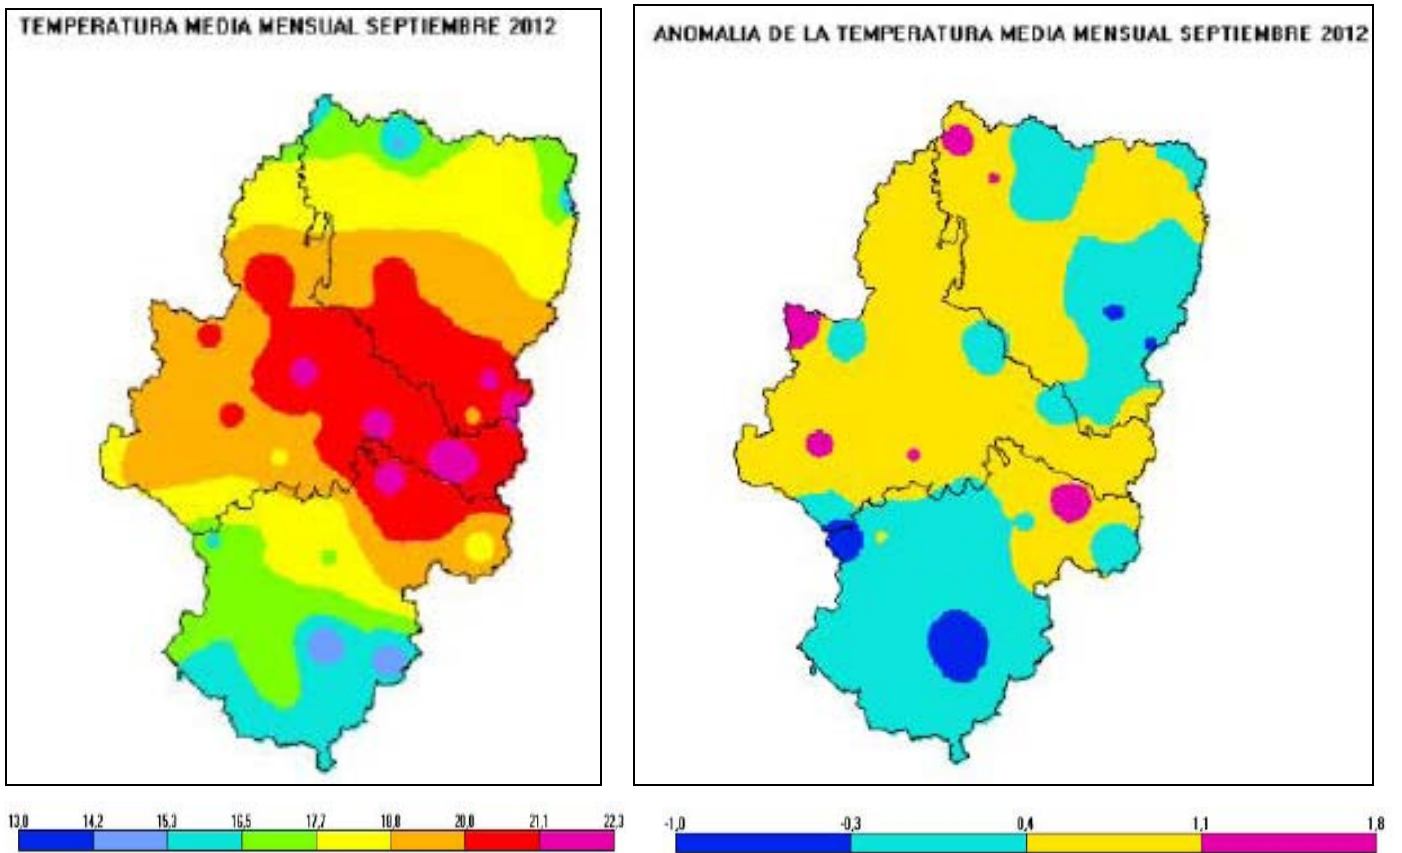 TEMPERATURA MEDIA MENSUAL SEPTIEMBRE 2012
ANOMALIA DE LA TEMPERATURA MEDIA MENSUAL SEPTIEMBRE 2012
13,0 14,2 15,3 16,5 17,7 18,8 20,0 21,1 22,3
-1,0 -0,3 0,4 1,1 1,8